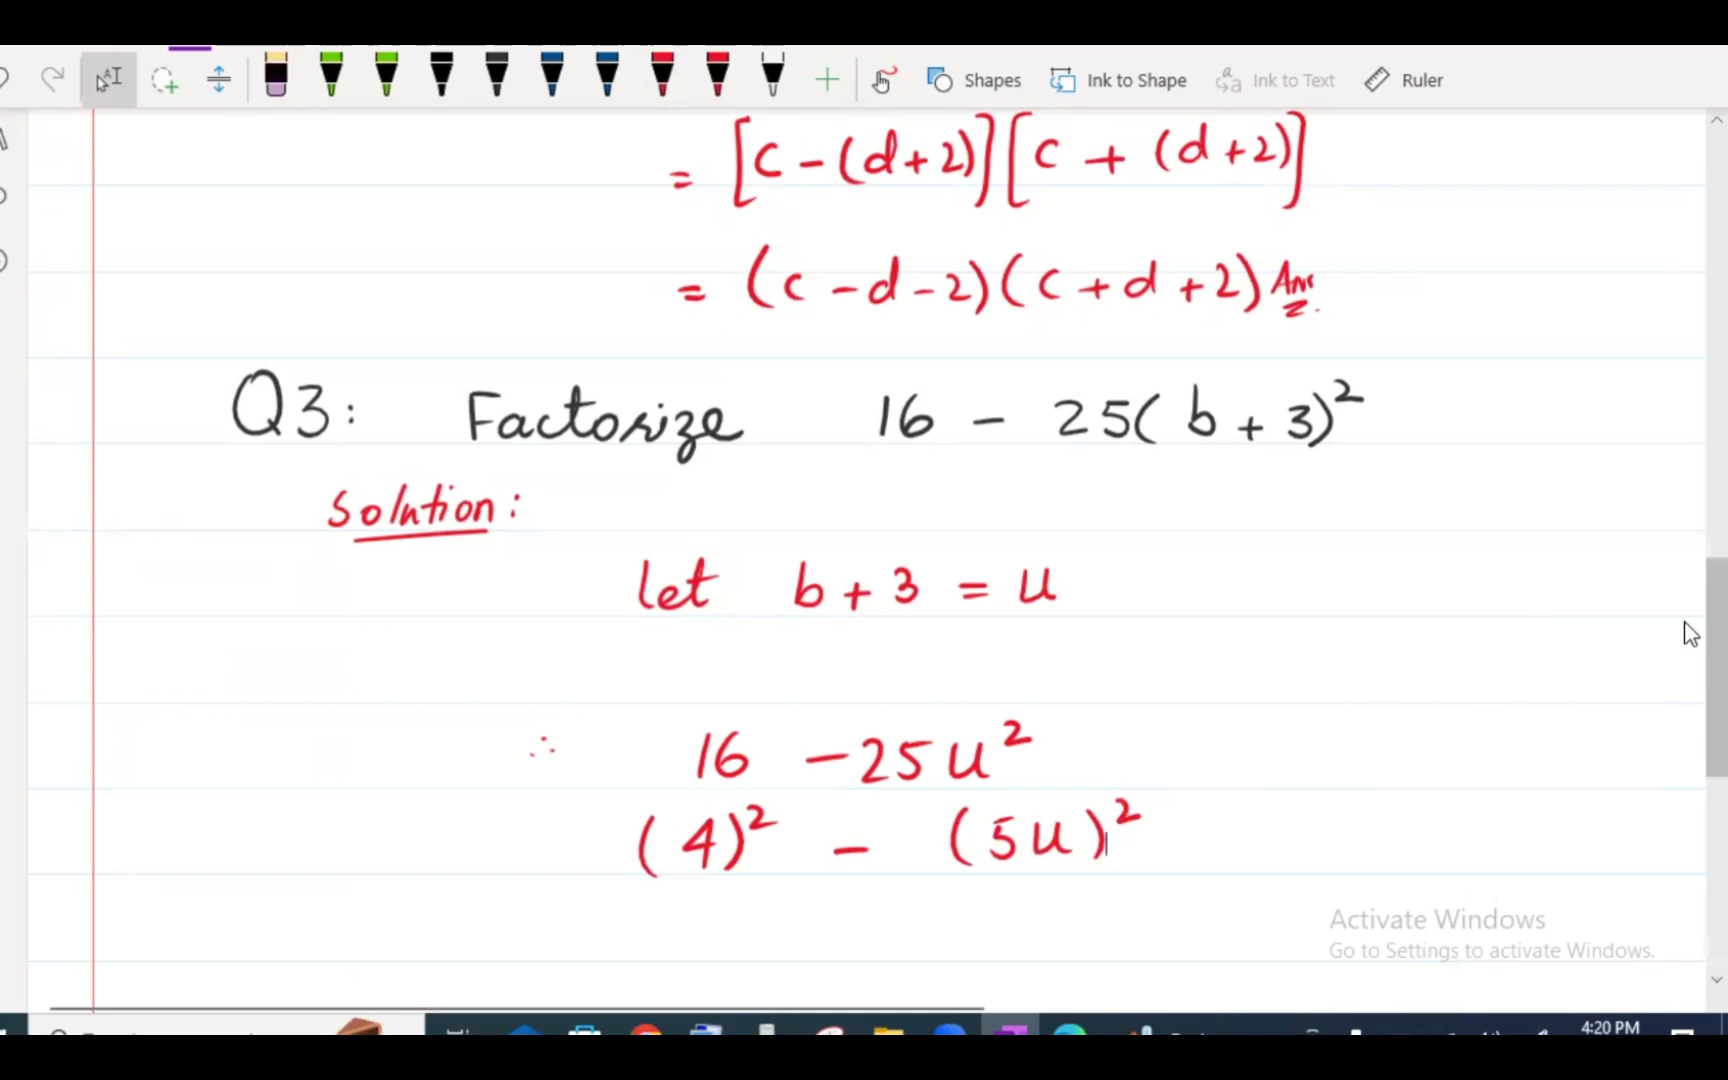 Shapes Ink to Shape Ink to Text Ruler
= [c - (d+2)][c + (d+2)]
= (c - d - 2)(c + d + 2) Ans.
Q3: Factorize 16 - 25(b + 3)²
Solution:
let b + 3 = u
∴ 16 - 25u²
(4)² - (5u)²
Activate Windows
Go to Settings to activate Windows.
4:20 PM